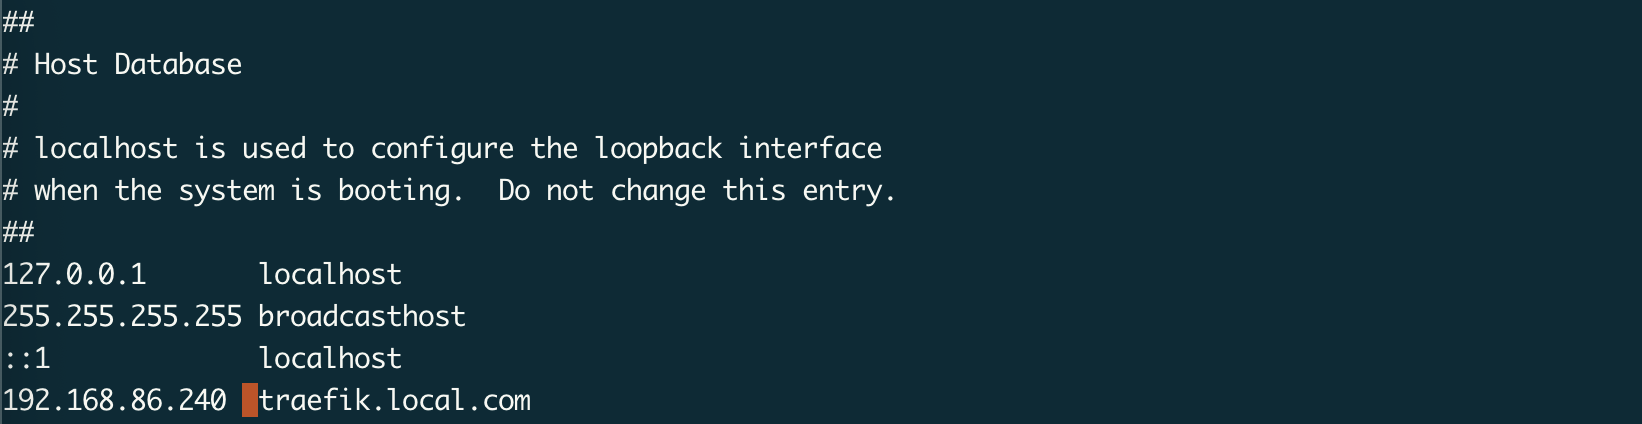 ##
# Host Database
#
# localhost is used to configure the loopback interface
# when the system is booting.  Do not change this entry.
##
127.0.0.1       localhost
255.255.255.255 broadcasthost
::1             localhost
192.168.86.240  traefik.local.com